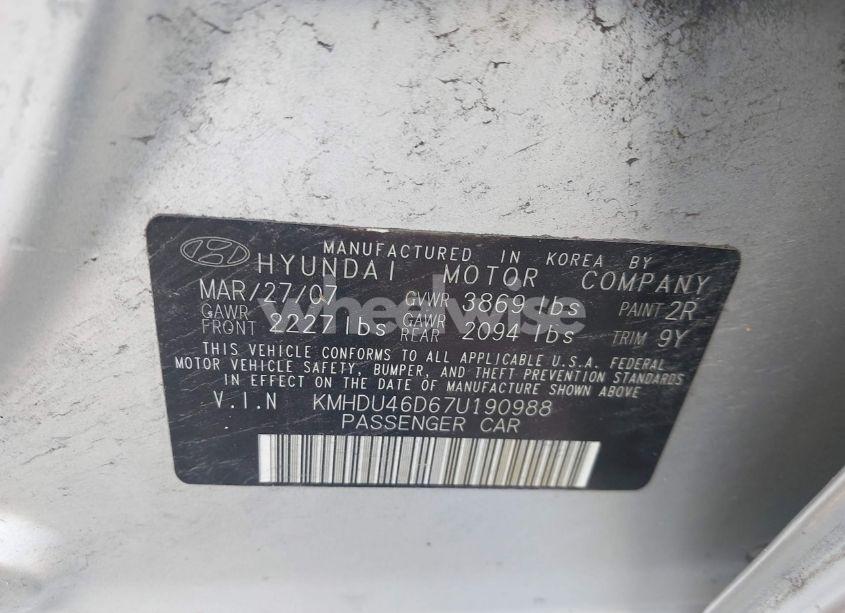 MANUFACTURED IN KOREA BY
HYUNDAI MOTOR COMPANY
MAR/27/07 GVWR 3869 lbs PAINT 2R
GAWR FRONT 2227 lbs GAWR REAR 2094 lbs TRIM 9Y
THIS VEHICLE CONFORMS TO ALL APPLICABLE U.S.A. FEDERAL
MOTOR VEHICLE SAFETY, BUMPER, AND THEFT PREVENTION STANDARDS
IN EFFECT ON THE DATE OF MANUFACTURE SHOWN ABOVE
V.I.N KMHDU46D67U190988
PASSENGER CAR
wheelwise